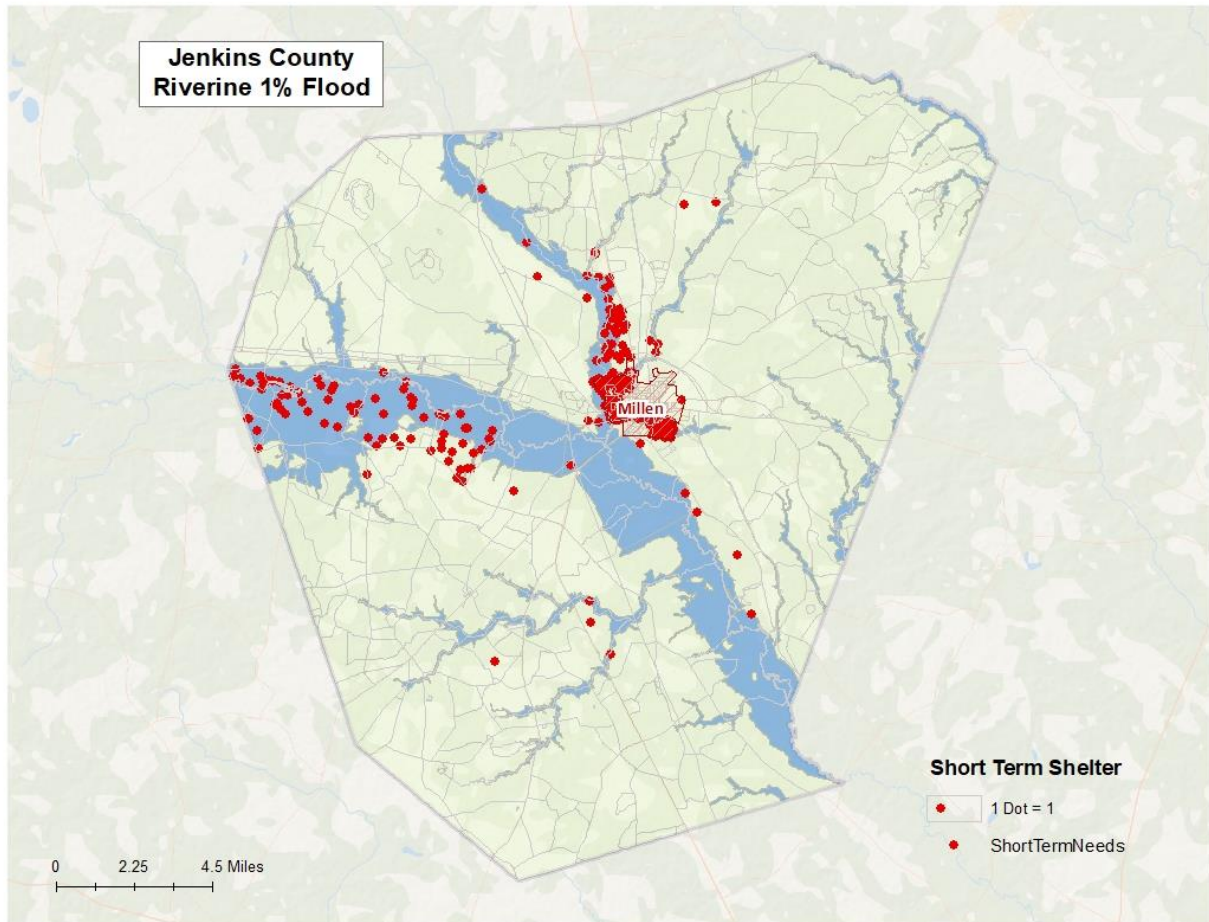 Jenkins County
Riverine 1% Flood
Millen
Short Term Shelter
1 Dot = 1
ShortTermNeeds
0 2.25 4.5 Miles